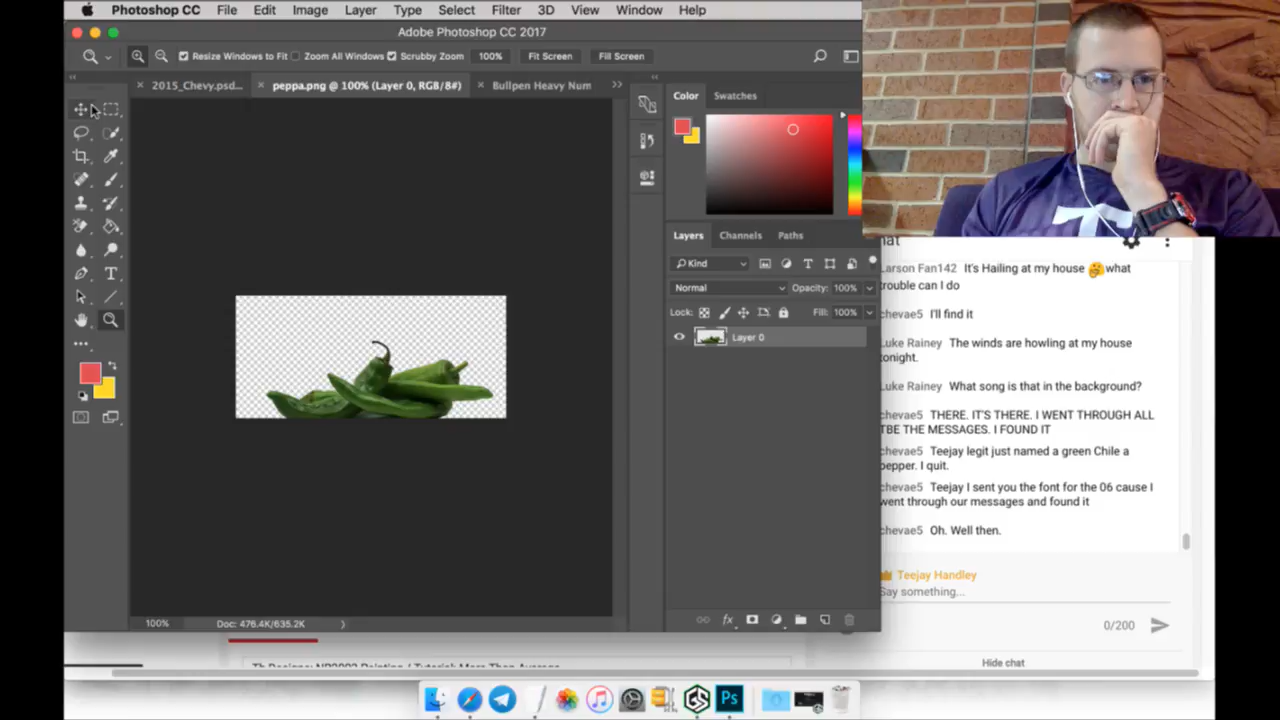 Photoshop CC File Edit Image Layer Type Select Filter 3D View Window Help
Adobe Photoshop CC 2017
Resize Windows to Fit Zoom All Windows Scrubby Zoom 100% Fit Screen Fill Screen
2015_Chevy.psd... peppa.png @ 100% (Layer 0, RGB/8#) Bullpen Heavy Num
Color Swatches
Layers Channels Paths
Kind
Normal Opacity: 100%
Lock: Fill: 100%
Layer 0
100% Doc: 476.4K/635.2K
hat
Larson Fan142 It's Hailing at my house 🤔 what
trouble can I do
chevae5 I'll find it
Luke Rainey The winds are howling at my house
tonight.
Luke Rainey What song is that in the background?
chevae5 THERE. IT'S THERE. I WENT THROUGH ALL
TBE THE MESSAGES. I FOUND IT
chevae5 Teejay legit just named a green Chile a
pepper. I quit.
chevae5 Teejay I sent you the font for the 06 cause I
went through our messages and found it
chevae5 Oh. Well then.
Teejay Handley
Say something...
0/200
Hide chat
Ps